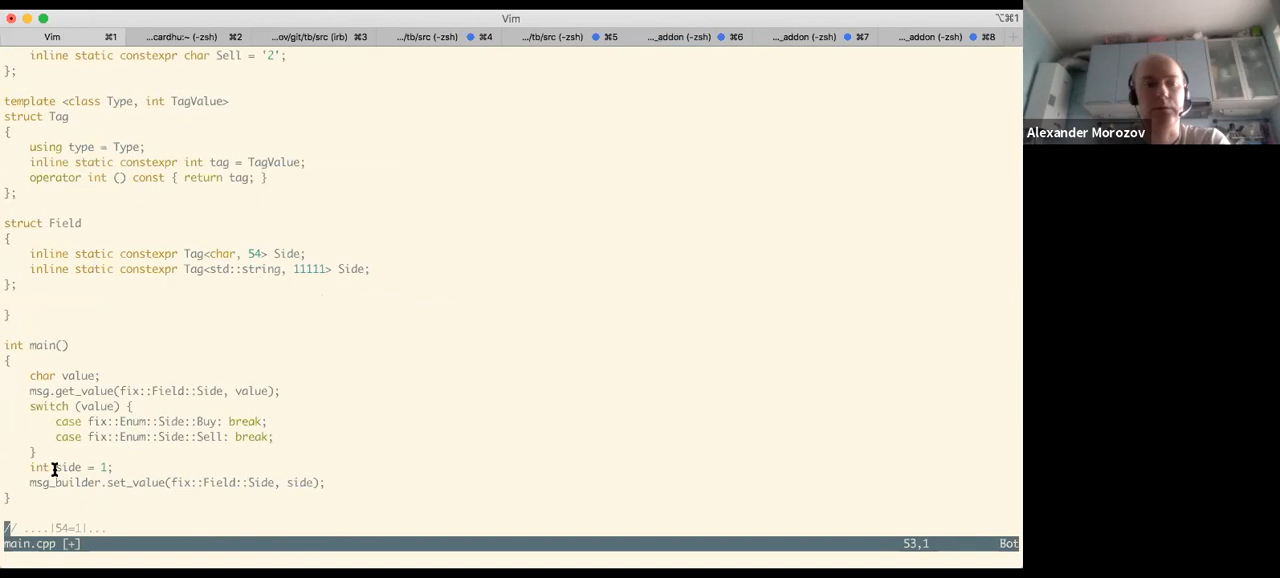 Vim
⌥⌘1
Vim ⌘1 ...cardhu:~ (-zsh) ⌘2 ...ov/git/tb/src (irb) ⌘3 .../tb/src (-zsh) ⌘4 .../tb/src (-zsh) ⌘5 ..._addon (-zsh) ⌘6 ..._addon (-zsh) ⌘7 ..._addon (-zsh) ⌘8
inline static constexpr char Sell = '2';
};
template <class Type, int TagValue>
struct Tag
{
using type = Type;
inline static constexpr int tag = TagValue;
operator int () const { return tag; }
};
struct Field
{
inline static constexpr Tag<char, 54> Side;
inline static constexpr Tag<std::string, 11111> Side;
};
}
int main()
{
char value;
msg.get_value(fix::Field::Side, value);
switch (value) {
case fix::Enum::Side::Buy: break;
case fix::Enum::Side::Sell: break;
}
int side = 1;
msg_builder.set_value(fix::Field::Side, side);
}
// ....|54=1|...
main.cpp [+] 53,1 Bot
Alexander Morozov